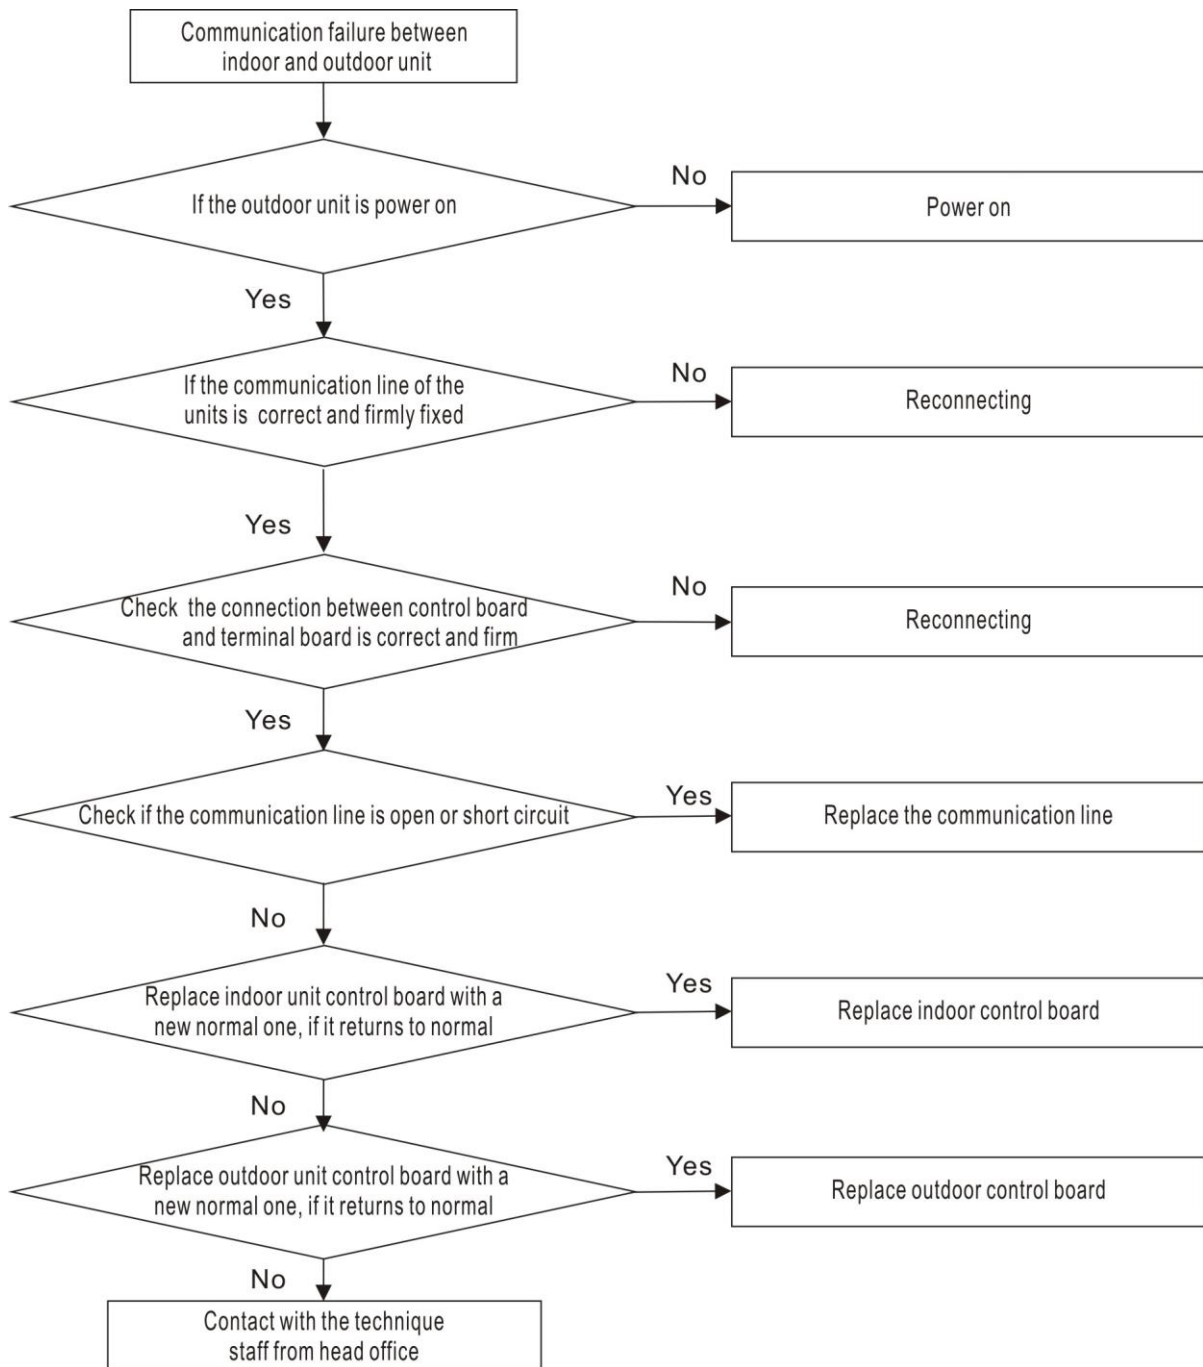 Communication failure between
indoor and outdoor unit
If the outdoor unit is power on
No
Power on
Yes
If the communication line of the
units is correct and firmly fixed
No
Reconnecting
Yes
Check the connection between control board
and terminal board is correct and firm
No
Reconnecting
Yes
Check if the communication line is open or short circuit
Yes
Replace the communication line
No
Replace indoor unit control board with a
new normal one, if it returns to normal
Yes
Replace indoor control board
No
Replace outdoor unit control board with a
new normal one, if it returns to normal
Yes
Replace outdoor control board
No
Contact with the technique
staff from head office